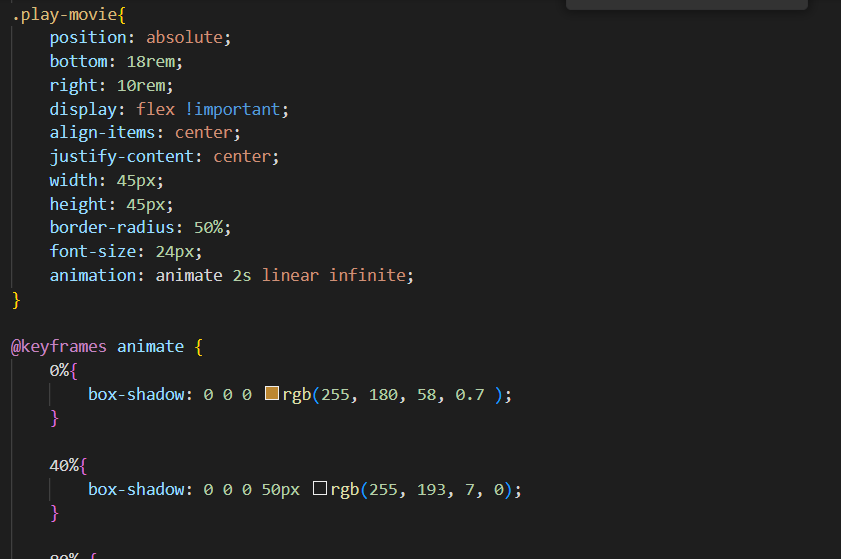 .play-movie{
position: absolute;
bottom: 18rem;
right: 10rem;
display: flex !important;
align-items: center;
justify-content: center;
width: 45px;
height: 45px;
border-radius: 50%;
font-size: 24px;
animation: animate 2s linear infinite;
}
@keyframes animate {
0%{
box-shadow: 0 0 0 rgb(255, 180, 58, 0.7 );
}
40%{
box-shadow: 0 0 0 50px rgb(255, 193, 7, 0);
}
80% {